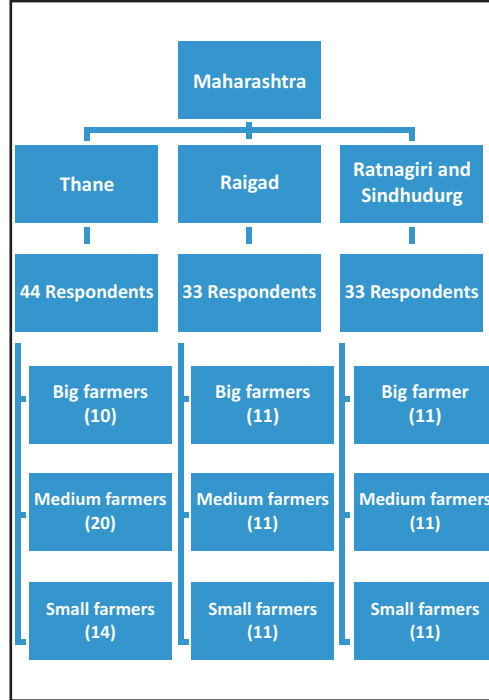 Maharashtra
Thane
Raigad
Ratnagiri and
Sindhudurg
44 Respondents
33 Respondents
33 Respondents
Big farmers
(10)
Big farmers
(11)
Big farmer
(11)
Medium farmers
(20)
Medium farmers
(11)
Medium farmers
(11)
Small farmers
(14)
Small farmers
(11)
Small farmers
(11)